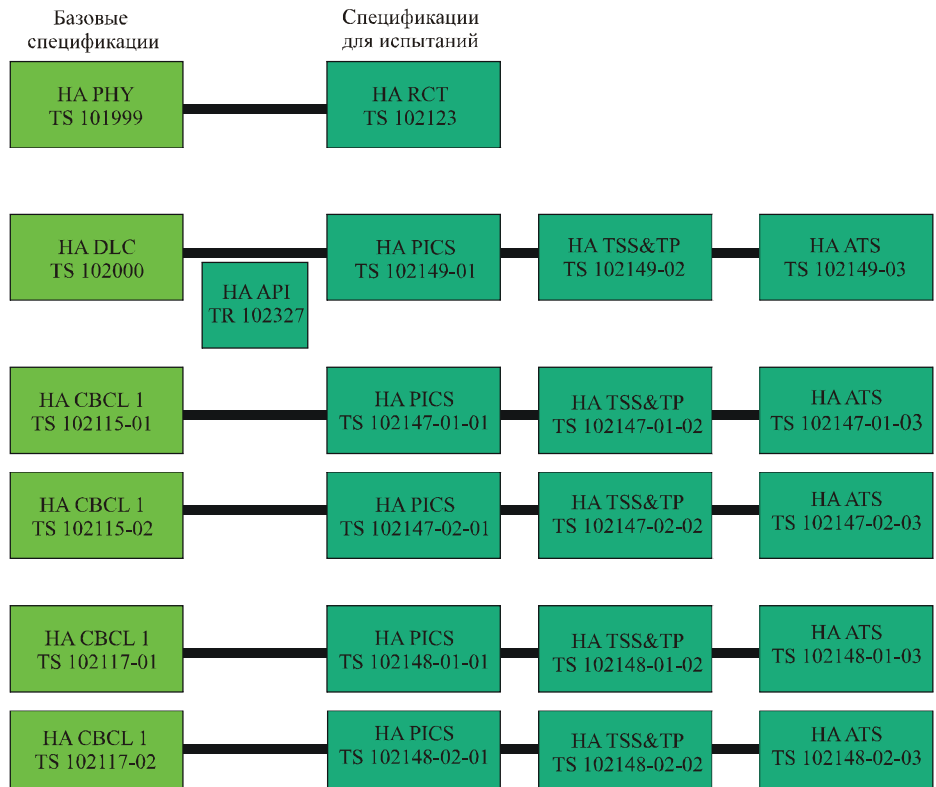 Базовые
спецификации
Спецификации
для испытаний
HA PHY
TS 101999
HA RCT
TS 102123
HA DLC
TS 102000
HA API
TR 102327
HA PICS
TS 102149-01
HA TSS&TP
TS 102149-02
HA ATS
TS 102149-03
HA CBCL 1
TS 102115-01
HA PICS
TS 102147-01-01
HA TSS&TP
TS 102147-01-02
HA ATS
TS 102147-01-03
HA CBCL 1
TS 102115-02
HA PICS
TS 102147-02-01
HA TSS&TP
TS 102147-02-02
HA ATS
TS 102147-02-03
HA CBCL 1
TS 102117-01
HA PICS
TS 102148-01-01
HA TSS&TP
TS 102148-01-02
HA ATS
TS 102148-01-03
HA CBCL 1
TS 102117-02
HA PICS
TS 102148-02-01
HA TSS&TP
TS 102148-02-02
HA ATS
TS 102148-02-03